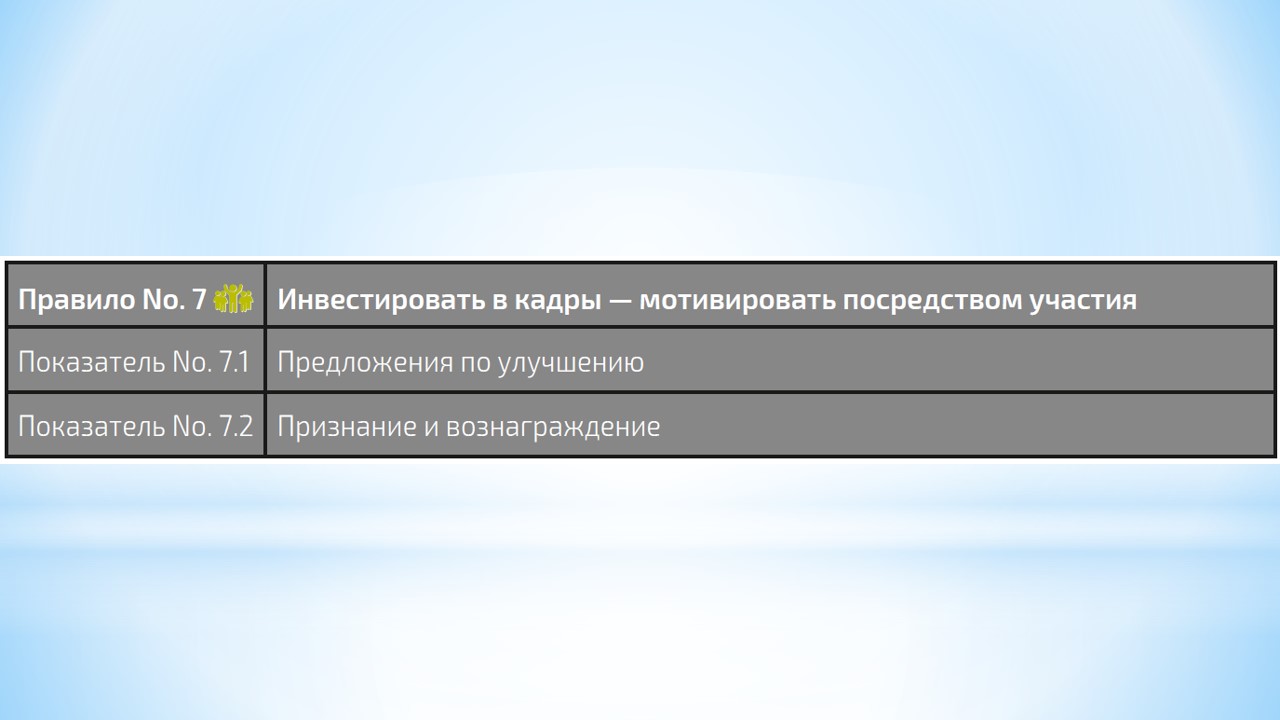 Правило No. 7 Инвестировать в кадры — мотивировать посредством участия
Показатель No. 7.1 Предложения по улучшению
Показатель No. 7.2 Признание и вознаграждение